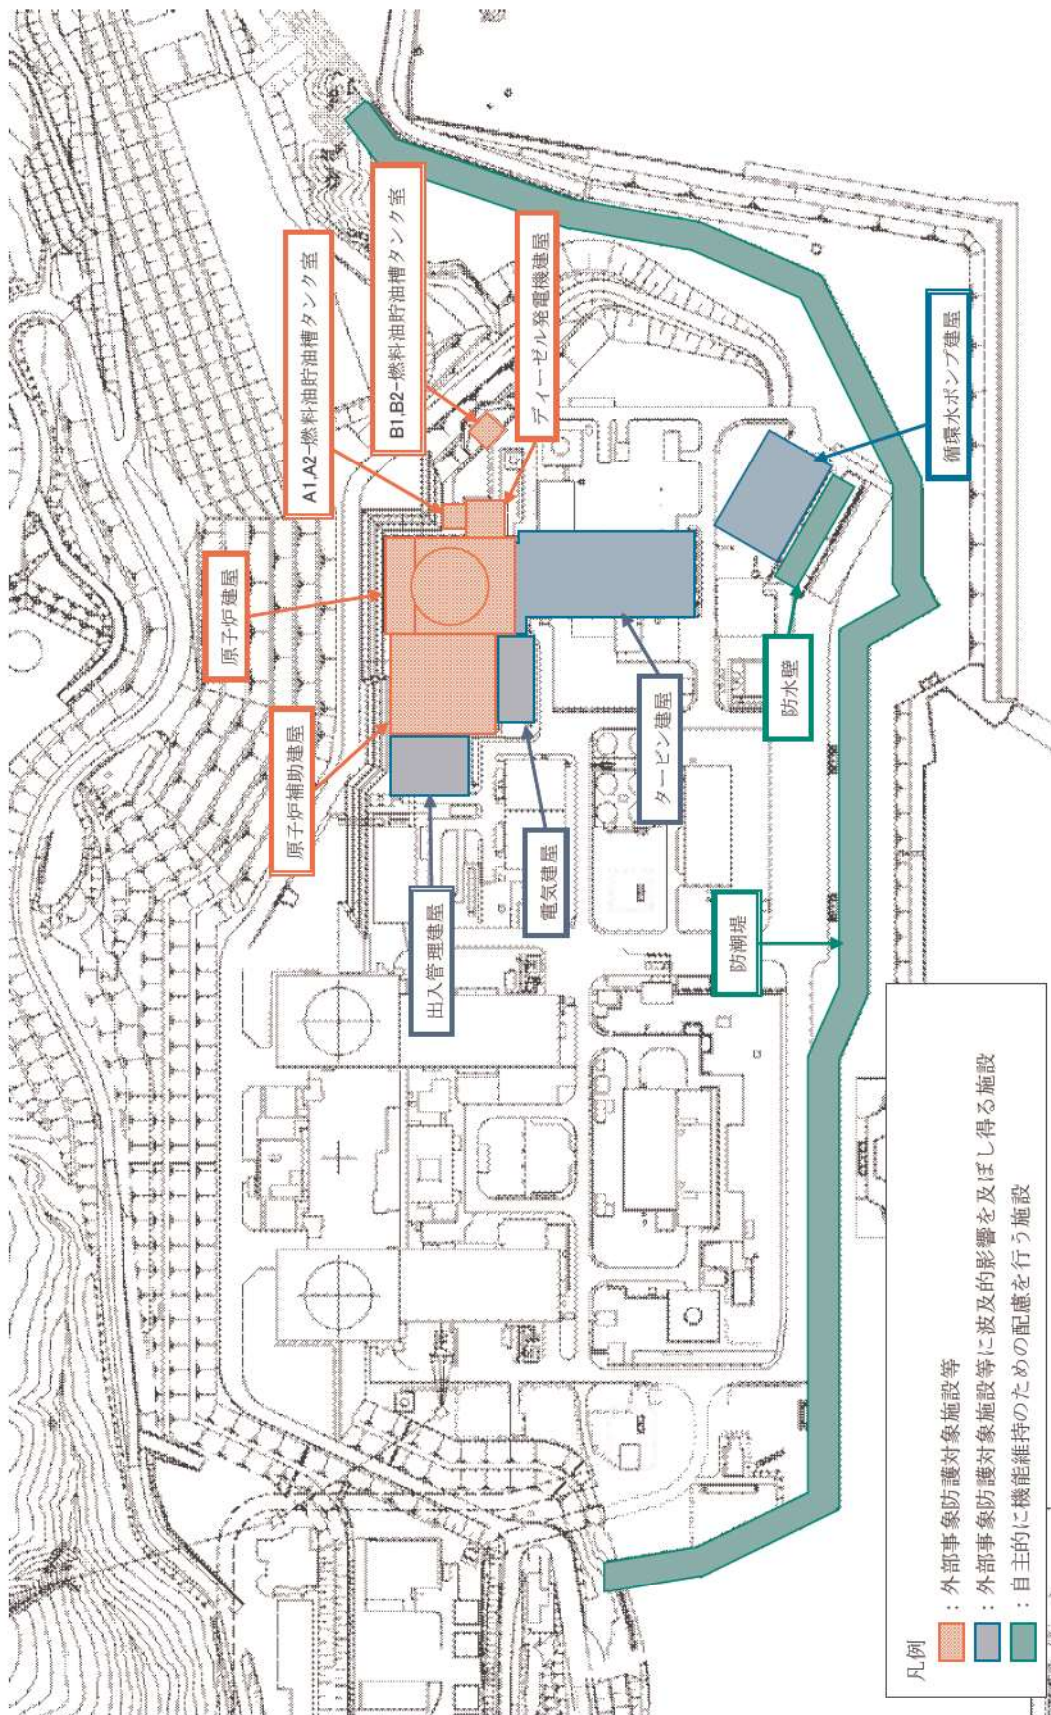 A1,A2-燃料油貯油槽タンク室
B1,B2-燃料油貯油槽タンク室
ディーゼル発電機建屋
原子炉建屋
原子炉補助建屋
循環水ポンプ建屋
防水壁
タービン建屋
電気建屋
出入管理建屋
防潮堤
凡例
：外部事象防護対象施設等
：外部事象防護対象施設等に波及的影響を及ぼし得る施設
：自主的に機能維持のための配慮を行う施設